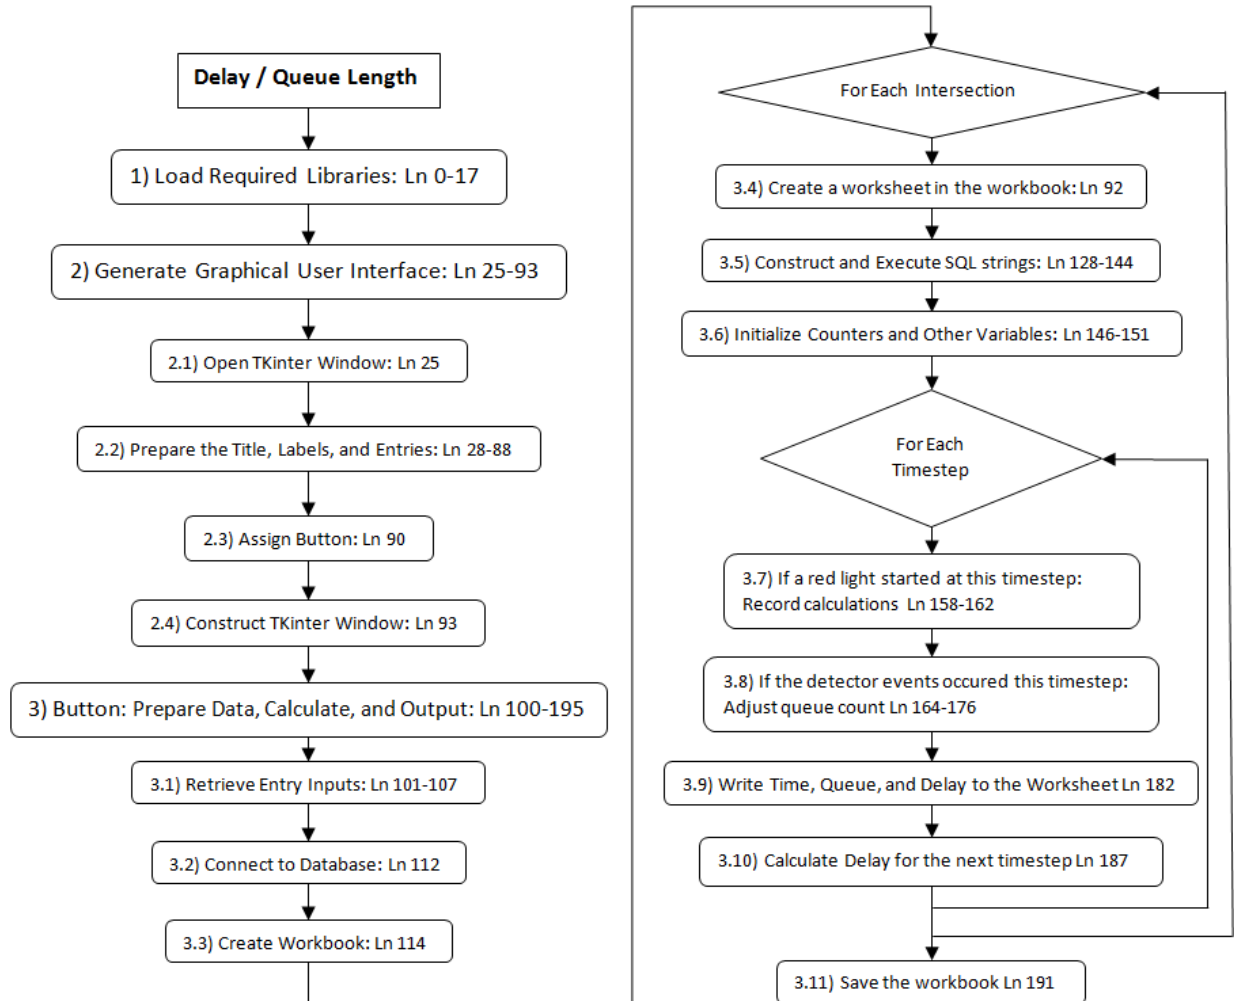 Delay / Queue Length
1) Load Required Libraries: Ln 0-17
2) Generate Graphical User Interface: Ln 25-93
2.1) Open TKinter Window: Ln 25
2.2) Prepare the Title, Labels, and Entries: Ln 28-88
2.3) Assign Button: Ln 90
2.4) Construct TKinter Window: Ln 93
3) Button: Prepare Data, Calculate, and Output: Ln 100-195
3.1) Retrieve Entry Inputs: Ln 101-107
3.2) Connect to Database: Ln 112
3.3) Create Workbook: Ln 114
For Each Intersection
3.4) Create a worksheet in the workbook: Ln 92
3.5) Construct and Execute SQL strings: Ln 128-144
3.6) Initialize Counters and Other Variables: Ln 146-151
For Each
Timestep
3.7) If a red light started at this timestep:
Record calculations Ln 158-162
3.8) If the detector events occured this timestep:
Adjust queue count Ln 164-176
3.9) Write Time, Queue, and Delay to the Worksheet Ln 182
3.10) Calculate Delay for the next timestep Ln 187
3.11) Save the workbook Ln 191